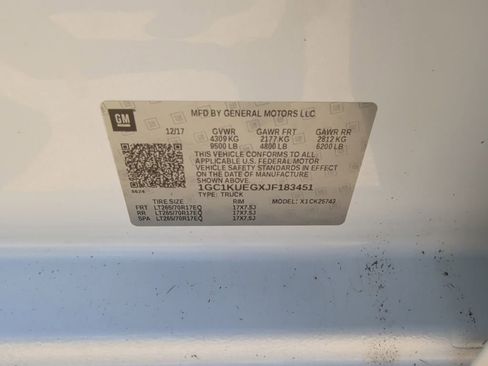 GM
MFD BY GENERAL MOTORS LLC
12/17 GVWR GAWR FRT GAWR RR
4309 KG 2177 KG 2812 KG
9500 LB 4800 LB 6200 LB
THIS VEHICLE CONFORMS TO ALL
APPLICABLE U.S. FEDERAL MOTOR
VEHICLE SAFETY STANDARDS IN EFFECT
ON THE DATE OF MANUFACTURE SHOWN ABOVE.
1GC1KUEGXJF183451
TYPE: TRUCK
TIRE SIZE RIM MODEL: X1CK25743
FRT LT265/70R17EQ 17X7.5J
RR LT265/70R17EQ 17X7.5J
SPA LT265/70R17EQ 17X7.5J